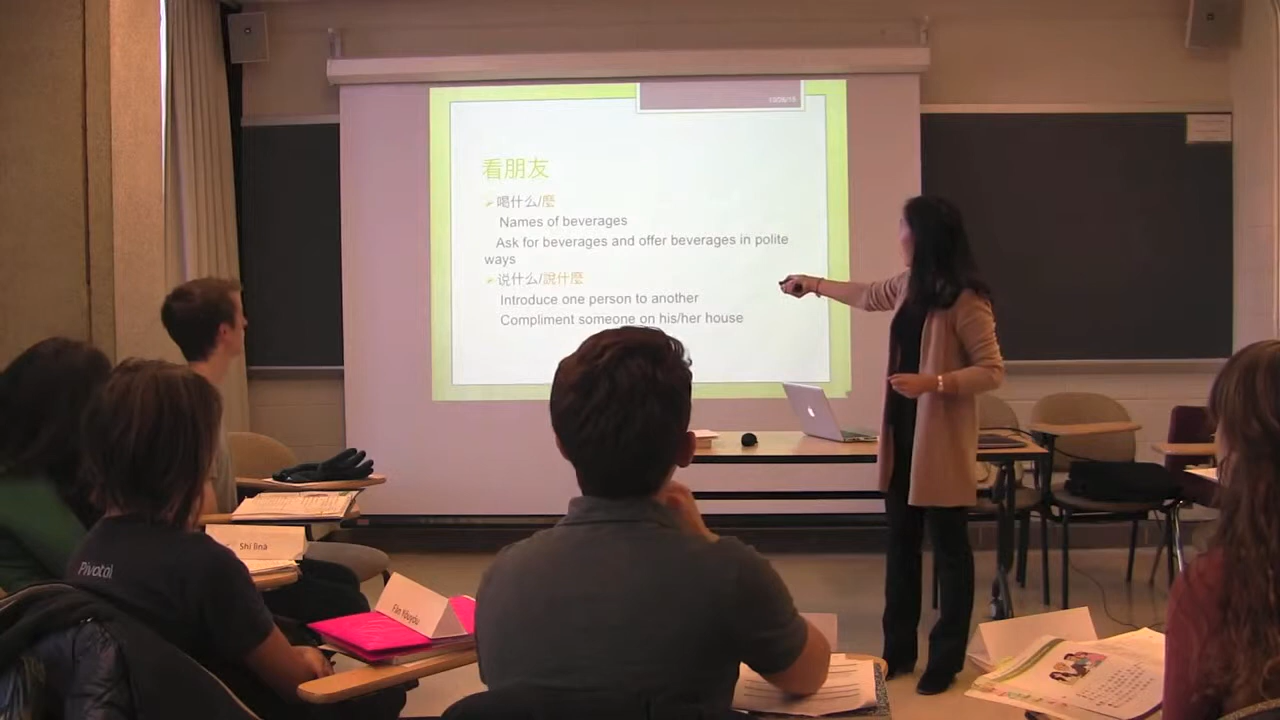 看朋友
喝什么/麼
Names of beverages
Ask for beverages and offer beverages in polite
ways
说什么/說什麼
Introduce one person to another
Compliment someone on his/her house
Shi lina
Pivotal